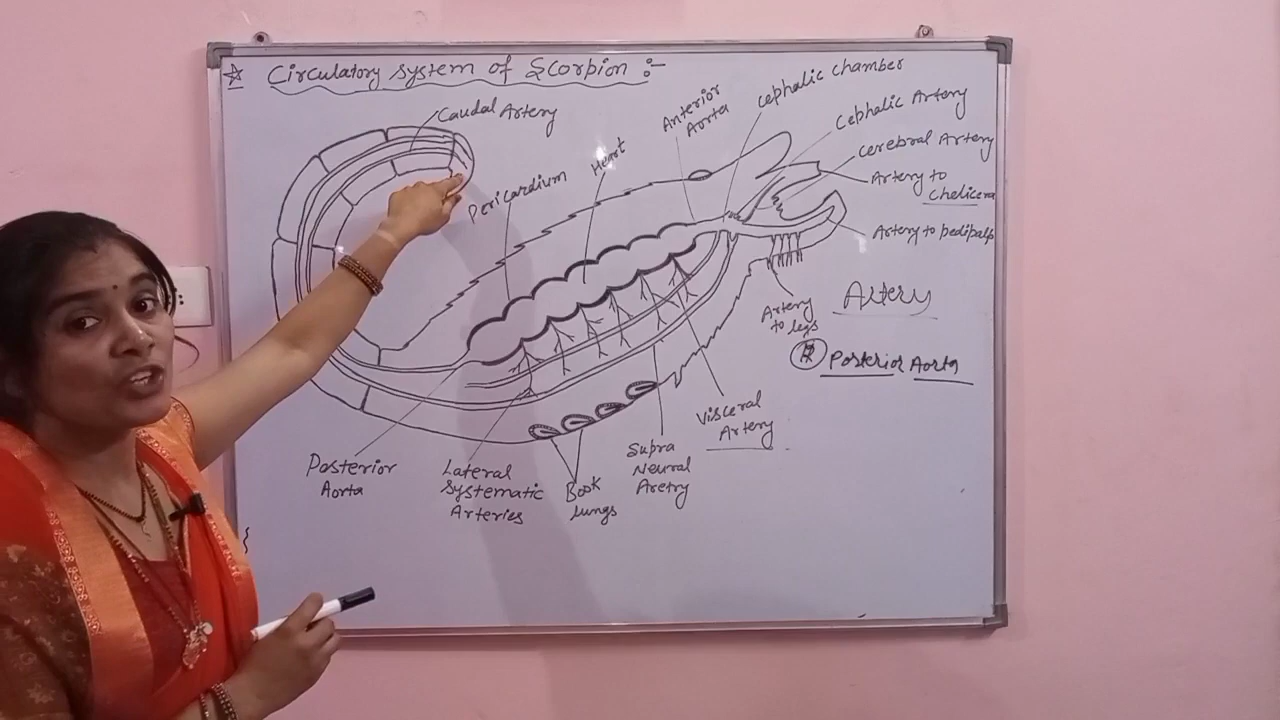 ☆ Circulatory system of Scorpion :-
Caudal Artery
Pericardium
Heart
Anterior
Aorta
cephalic chamber
Cephalic Artery
cerebral Artery
Artery to
chelicera
Artery to pedipalp
Artery
to legs
Artery
Posterior Aorta
Posterior
Aorta
Lateral
Systematic
Arteries
Book
lungs
Supra
Neural
Aretry
Visceral
Artery